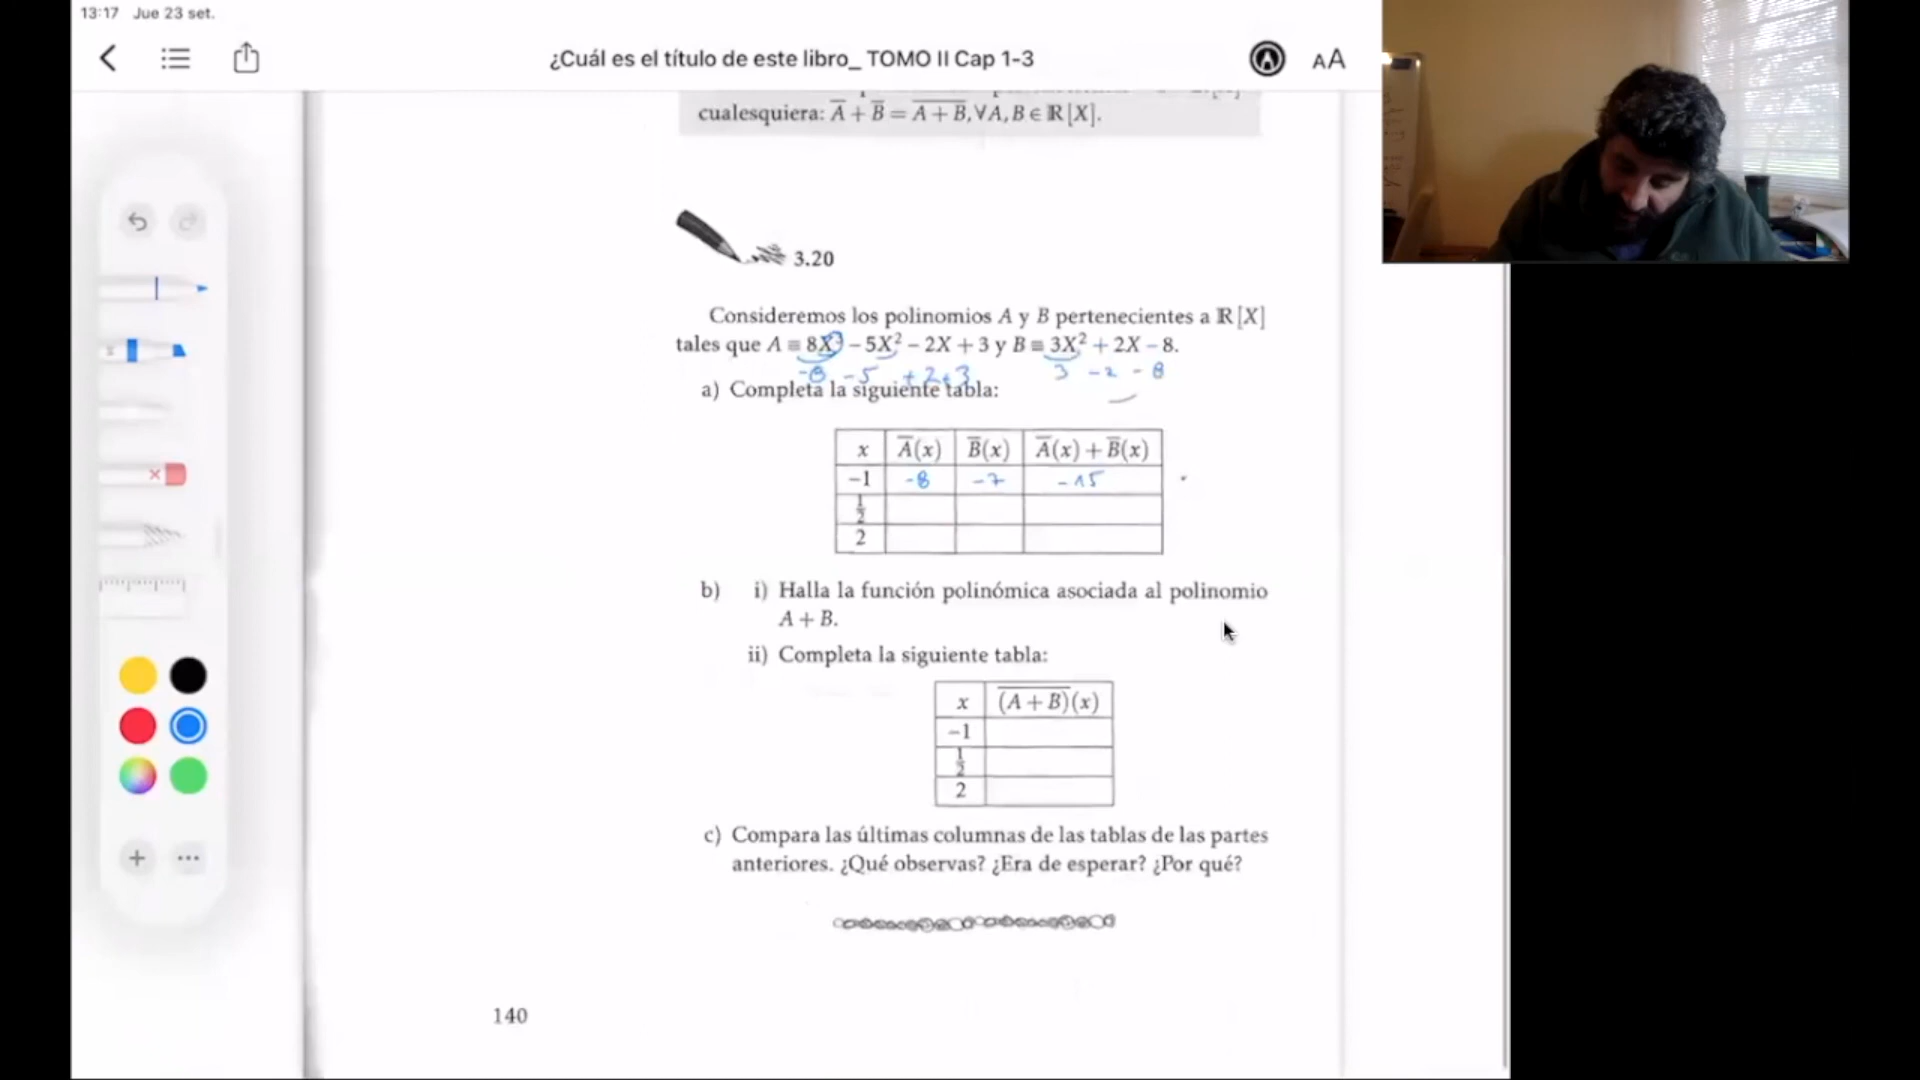 13:17 Jue 23 set.
¿Cuál es el título de este libro_ TOMO II Cap 1-3
AA
cualesquiera: A̅ + B̅ = A̅+̅B̅, ∀A, B ∈ ℝ[X].
3.20
Consideremos los polinomios A y B pertenecientes a ℝ[X]
tales que A ≡ 8X³ − 5X² − 2X + 3 y B ≡ 3X² + 2X − 8.
-8 -5 +2+3 3 -2 -8
a) Completa la siguiente tabla:
x A̅(x) B̅(x) A̅(x) + B̅(x)
−1 -8 -7 -15
1/2
2
b) i) Halla la función polinómica asociada al polinomio
A + B.
ii) Completa la siguiente tabla:
x (A̅+̅B̅)(x)
−1
1/2
2
c) Compara las últimas columnas de las tablas de las partes
anteriores. ¿Qué observas? ¿Era de esperar? ¿Por qué?
140